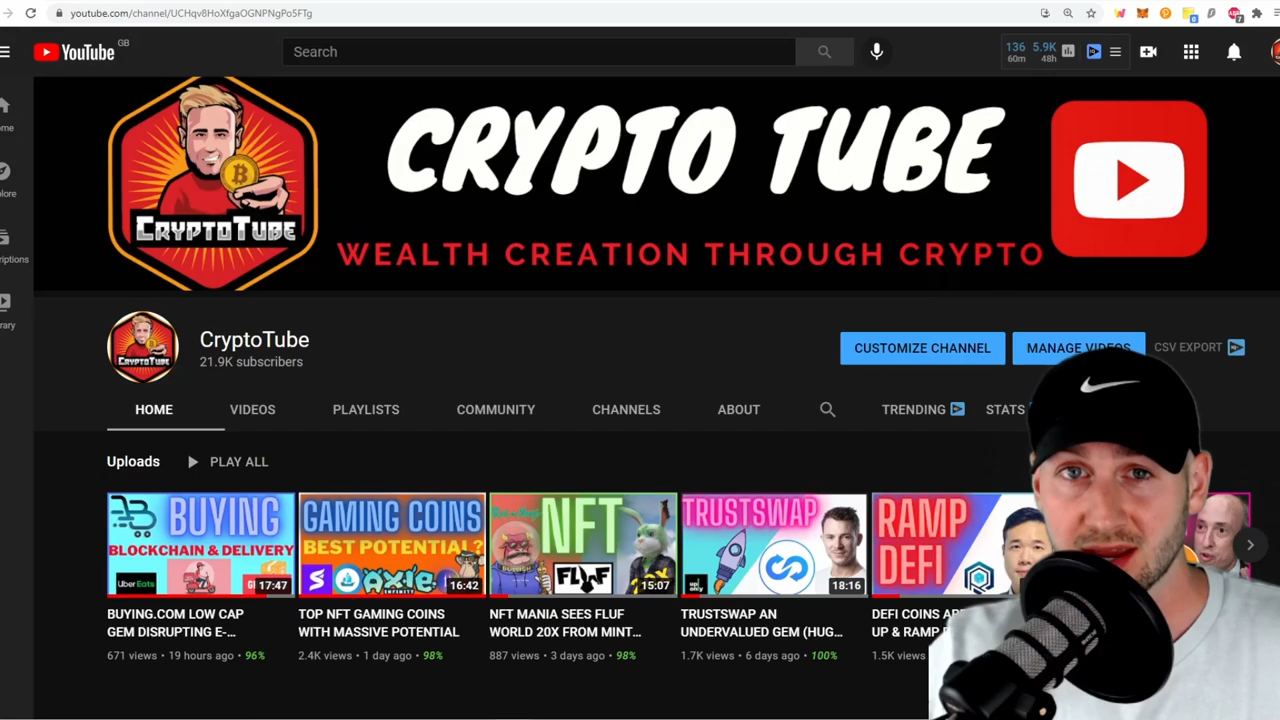 youtube.com/channel/UCHqv8HoXfgaOGNPNgPo5FTg
YouTube GB
Search
136 5.9K
60m 48h
CRYPTO TUBE
CRYPTOTUBE
WEALTH CREATION THROUGH CRYPTO
CryptoTube
21.9K subscribers
CUSTOMIZE CHANNEL
MANAGE VIDEOS
CSV EXPORT
HOME
VIDEOS
PLAYLISTS
COMMUNITY
CHANNELS
ABOUT
TRENDING
STATS
Uploads
PLAY ALL
BUYING
BLOCKCHAIN & DELIVERY
Uber Eats
17:47
GAMING COINS
BEST POTENTIAL?
AXIE
INFINITY
16:42
NFT
FLUF
15:07
TRUSTSWAP
18:16
RAMP
DEFI
BUYING.COM LOW CAP
GEM DISRUPTING E-...
671 views • 19 hours ago • 96%
TOP NFT GAMING COINS
WITH MASSIVE POTENTIAL
2.4K views • 1 day ago • 98%
NFT MANIA SEES FLUF
WORLD 20X FROM MINT...
887 views • 3 days ago • 98%
TRUSTSWAP AN
UNDERVALUED GEM (HUG...
1.7K views • 6 days ago • 100%
DEFI COINS
UP & RAMP
1.5K views